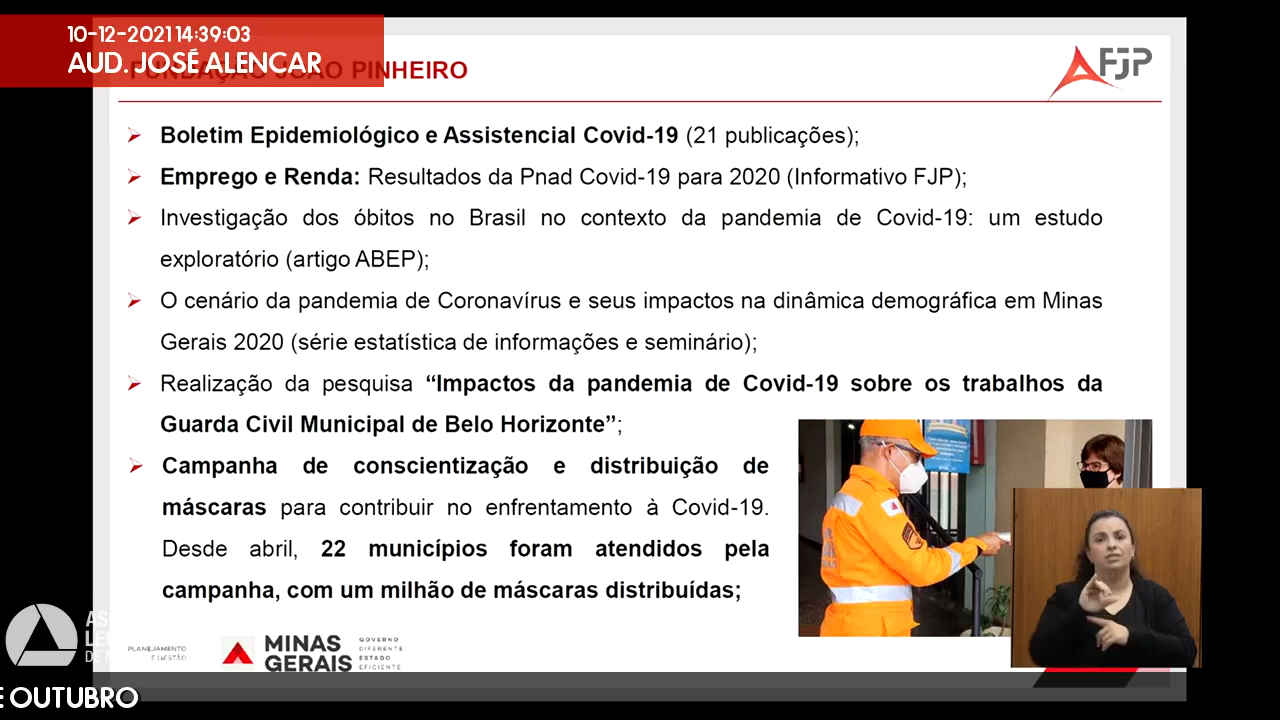 10-12-2021 14:39:03
AUD. JOSÉ ALENCAR
FUNDAÇÃO JOÃO PINHEIRO
FJP
Boletim Epidemiológico e Assistencial Covid-19 (21 publicações);
Emprego e Renda: Resultados da Pnad Covid-19 para 2020 (Informativo FJP);
Investigação dos óbitos no Brasil no contexto da pandemia de Covid-19: um estudo
exploratório (artigo ABEP);
O cenário da pandemia de Coronavírus e seus impactos na dinâmica demográfica em Minas
Gerais 2020 (série estatística de informações e seminário);
Realização da pesquisa “Impactos da pandemia de Covid-19 sobre os trabalhos da
Guarda Civil Municipal de Belo Horizonte”;
Campanha de conscientização e distribuição de
máscaras para contribuir no enfrentamento à Covid-19.
Desde abril, 22 municípios foram atendidos pela
campanha, com um milhão de máscaras distribuídas;
AS
LE
DE
PLANEJAMENTO
E GESTÃO
MINAS
GERAIS
GOVERNO
DIFERENTE
ESTADO
EFICIENTE
E OUTUBRO